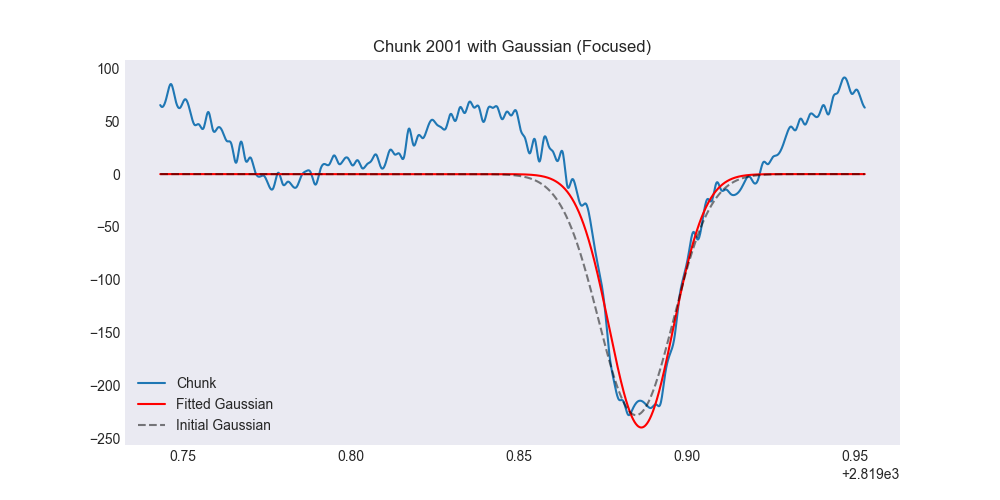 Chunk 2001 with Gaussian (Focused)
100
50
0
−50
−100
−150
−200
−250
Chunk
Fitted Gaussian
Initial Gaussian
0.75 0.80 0.85 0.90 0.95
+2.819e3